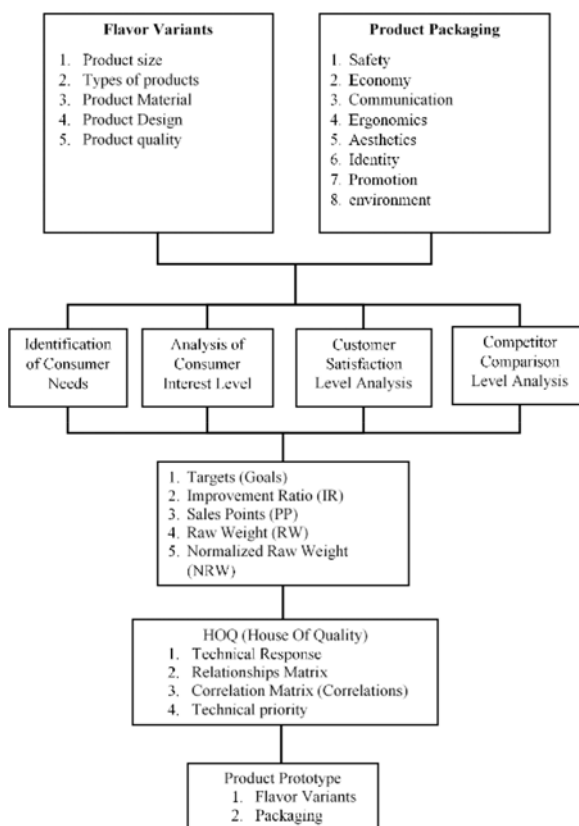 Flavor Variants
1. Product size
2. Types of products
3. Product Material
4. Product Design
5. Product quality
Product Packaging
1. Safety
2. Economy
3. Communication
4. Ergonomics
5. Aesthetics
6. Identity
7. Promotion
8. environment
Identification
of Consumer
Needs
Analysis of
Consumer
Interest Level
Customer
Satisfaction
Level Analysis
Competitor
Comparison
Level Analysis
1. Targets (Goals)
2. Improvement Ratio (IR)
3. Sales Points (PP)
4. Raw Weight (RW)
5. Normalized Raw Weight
(NRW)
HOQ (House Of Quality)
1. Technical Response
2. Relationships Matrix
3. Correlation Matrix (Correlations)
4. Technical priority
Product Prototype
1. Flavor Variants
2. Packaging